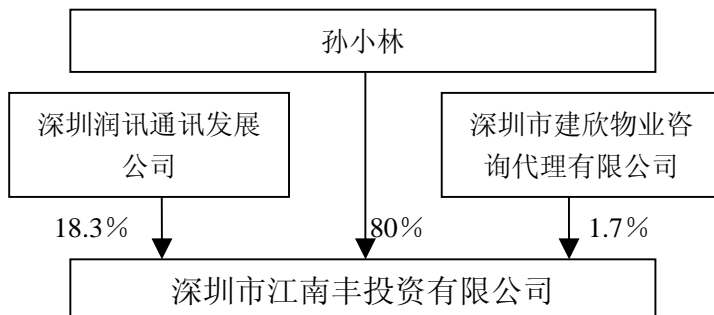 孙小林
深圳润讯通讯发展
公司
深圳市建欣物业咨
询代理有限公司
18.3%
80%
1.7%
深圳市江南丰投资有限公司